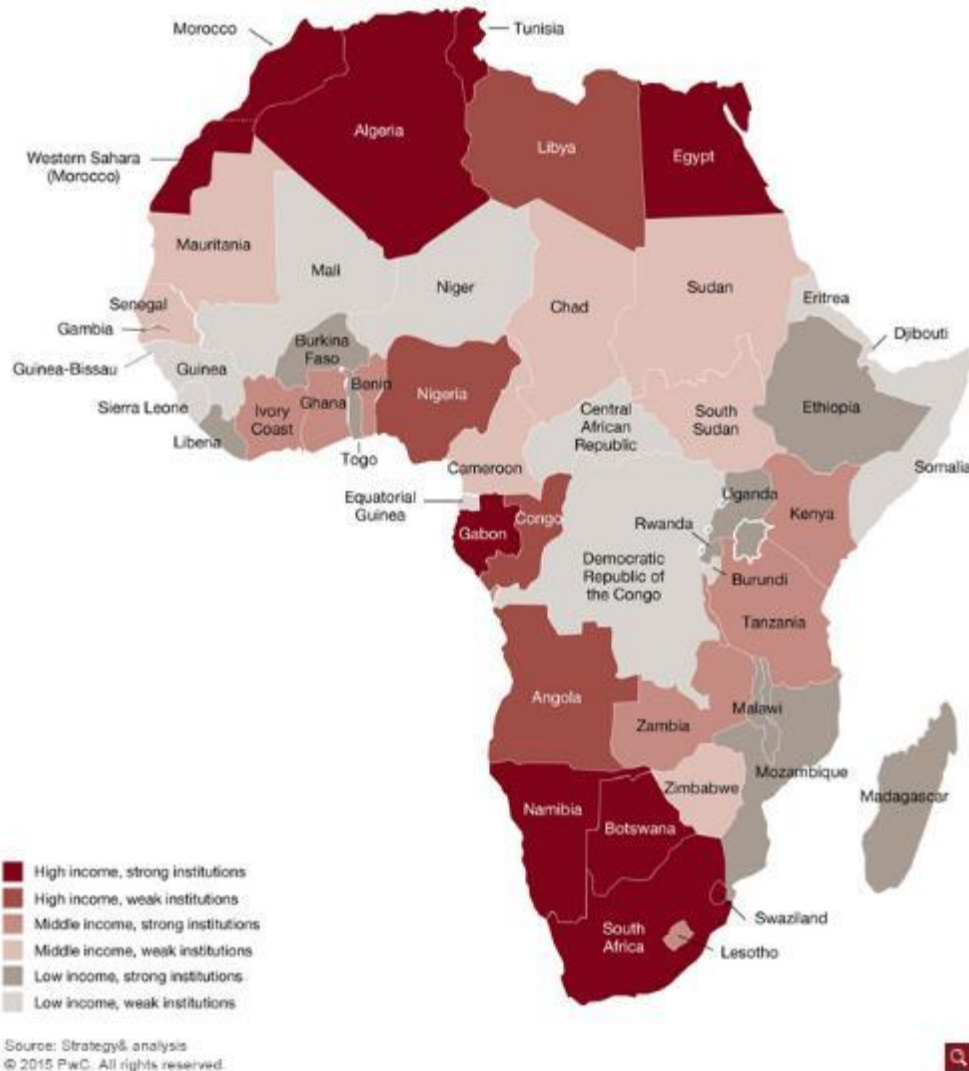 Morocco
Tunisia
Algeria
Libya
Egypt
Western Sahara
(Morocco)
Mauritania
Mali
Niger
Chad
Sudan
Eritrea
Senegal
Gambia
Djibouti
Guinea-Bissau
Guinea
Burkina
Faso
Benin
Nigeria
Sierra Leone
Ivory
Coast
Ghana
Central
African
Republic
South
Sudan
Ethiopia
Liberia
Togo
Cameroon
Somalia
Equatorial
Guinea
Uganda
Kenya
Gabon
Congo
Rwanda
Democratic
Republic of
the Congo
Burundi
Tanzania
Angola
Malawi
Zambia
Mozambique
Zimbabwe
Madagascar
Namibia
Botswana
Swaziland
South
Africa
Lesotho
High income, strong institutions
High income, weak institutions
Middle income, strong institutions
Middle income, weak institutions
Low income, strong institutions
Low income, weak institutions
Source: Strategy& analysis
© 2015 PwC. All rights reserved.